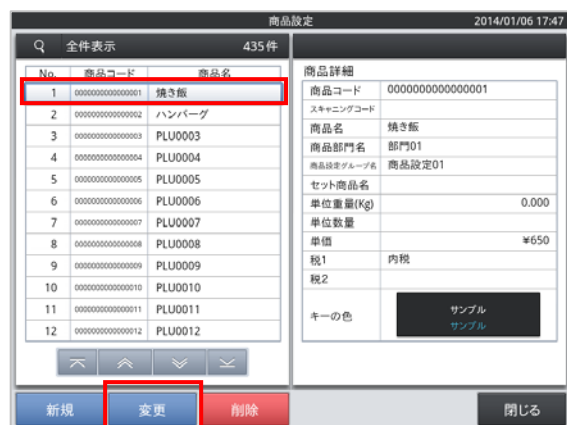 商品設定 2014/01/06 17:47
全件表示 435件
No. 商品コード 商品名
1 0000000000000001 焼き飯
2 0000000000000002 ハンバーグ
3 0000000000000003 PLU0003
4 0000000000000004 PLU0004
5 0000000000000005 PLU0005
6 0000000000000006 PLU0006
7 0000000000000007 PLU0007
8 0000000000000008 PLU0008
9 0000000000000009 PLU0009
10 0000000000000010 PLU0010
11 0000000000000011 PLU0011
12 0000000000000012 PLU0012
商品詳細
商品コード 0000000000000001
スキャニングコード
商品名 焼き飯
商品部門名 部門01
商品設定グループ名 商品設定01
セット商品名
単位重量(Kg) 0.000
単位数量
単価 ¥650
税1 内税
税2
キーの色 サンプル
サンプル
新規 変更 削除 閉じる